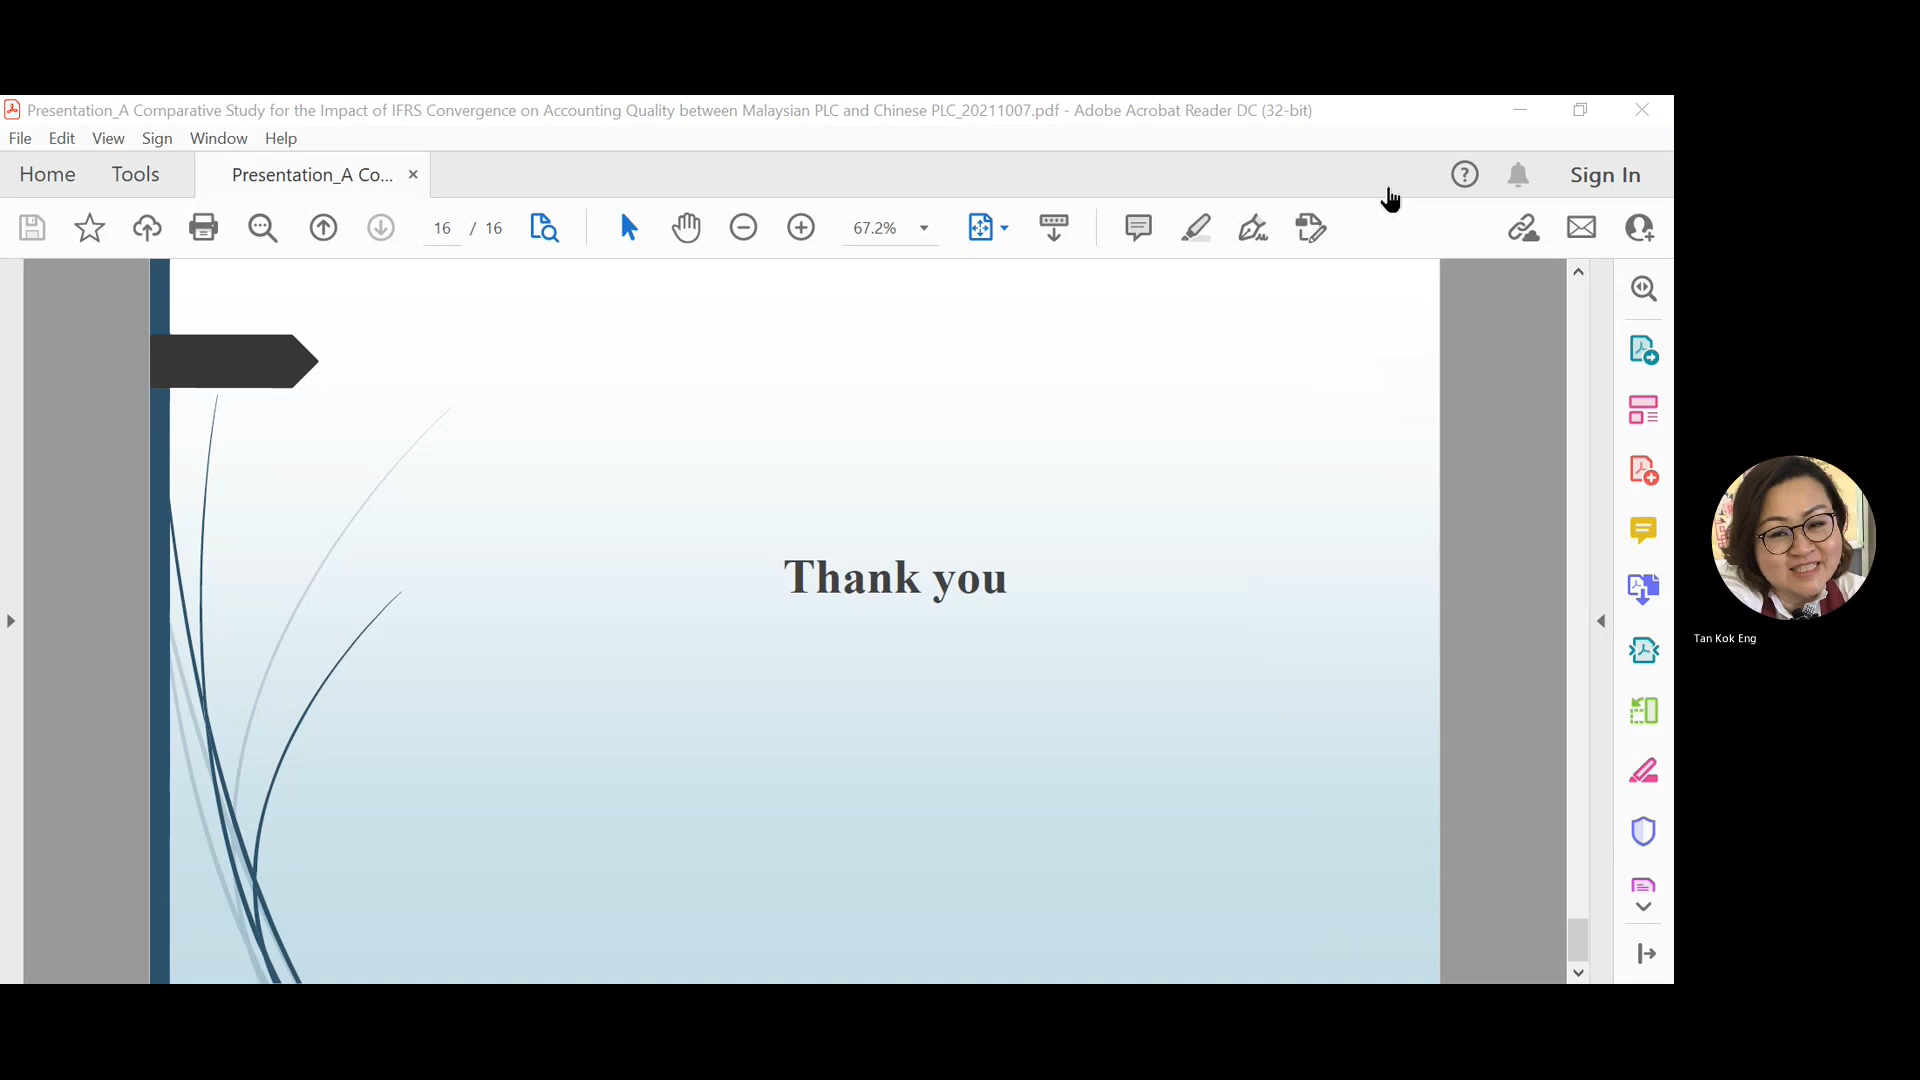 Presentation_A Comparative Study for the Impact of IFRS Convergence on Accounting Quality between Malaysian PLC and Chinese PLC_20211007.pdf - Adobe Acrobat Reader DC (32-bit)
File Edit View Sign Window Help
Home Tools Presentation_A Co... × Sign In
16 / 16 67.2%
Thank you
Tan Kok Eng